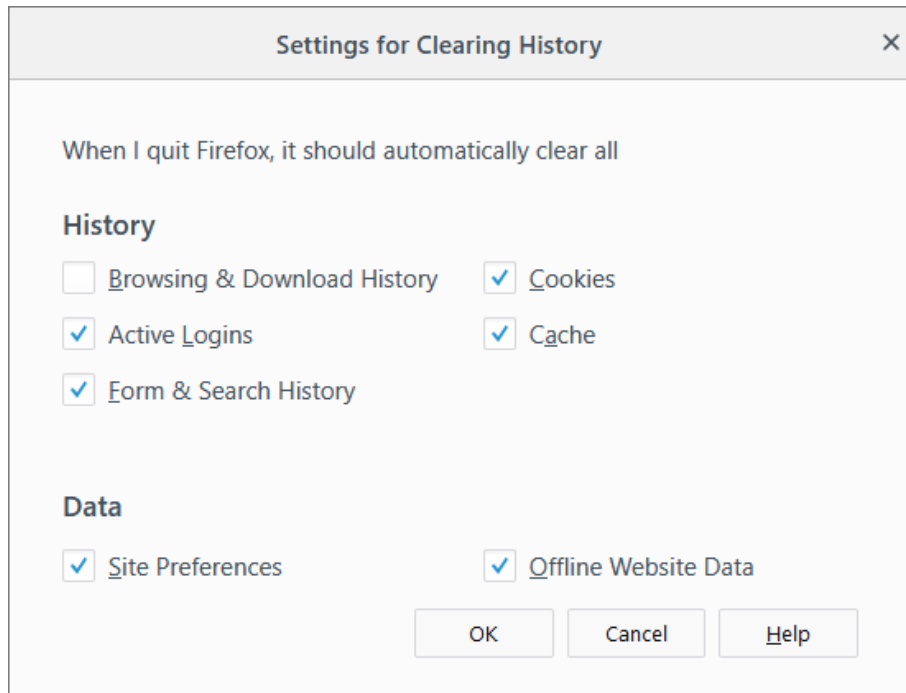 Settings for Clearing History
When I quit Firefox, it should automatically clear all
History
Browsing & Download History
Cookies
Active Logins
Cache
Form & Search History
Data
Site Preferences
Offline Website Data
OK
Cancel
Help